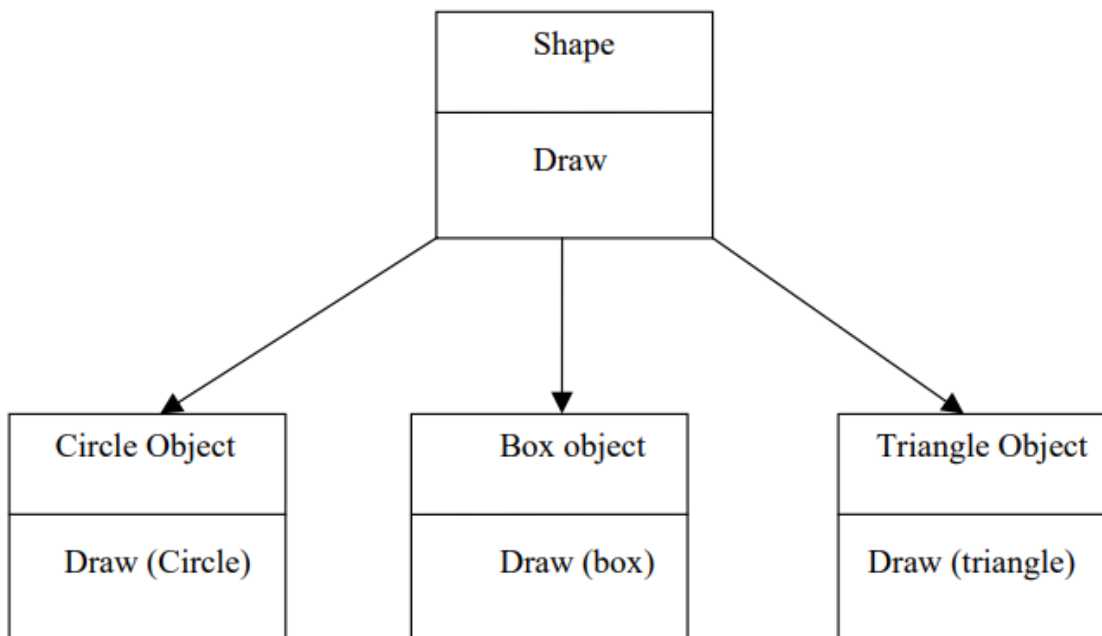 Shape
Draw
Circle Object
Box object
Triangle Object
Draw (Circle)
Draw (box)
Draw (triangle)